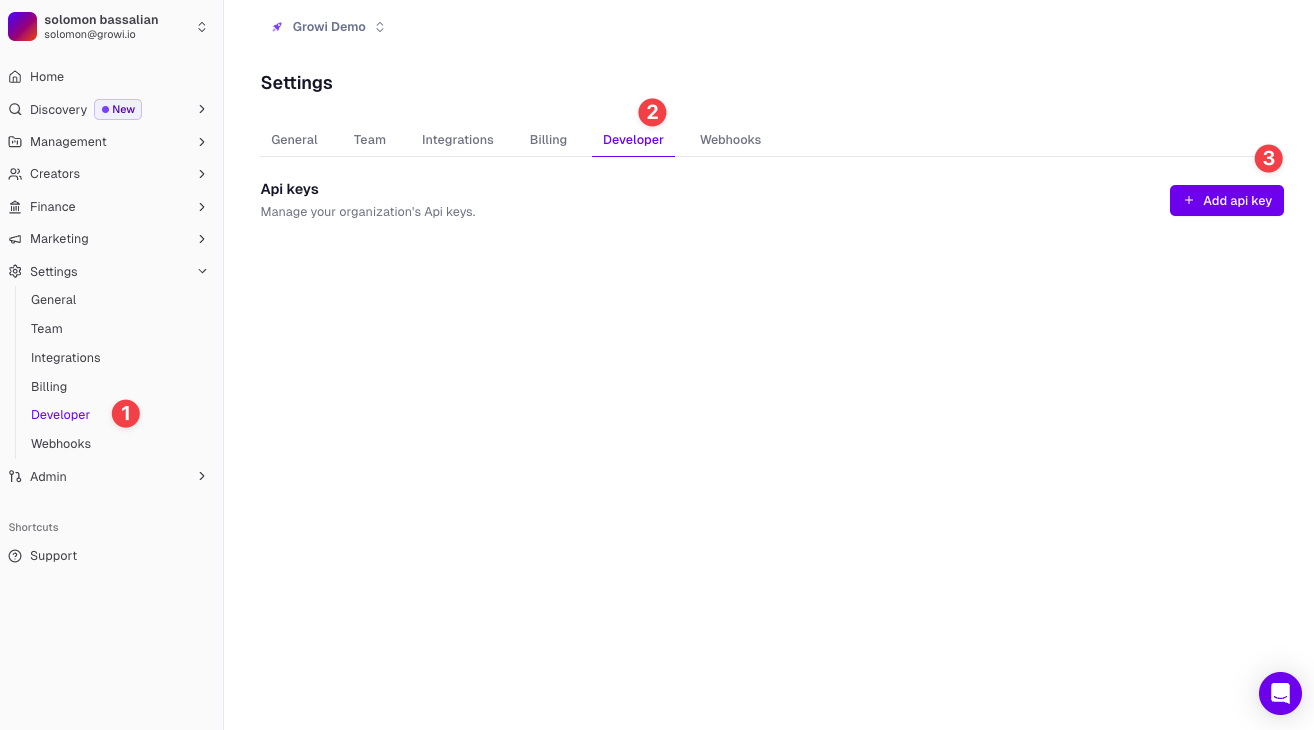 solomon bassalian
solomon@growi.io
Home
Discovery New
Management
Creators
Finance
Marketing
Settings
General
Team
Integrations
Billing
Developer 1
Webhooks
Admin
Shortcuts
Support
Growi Demo
Settings
2
General Team Integrations Billing Developer Webhooks
3
Api keys
Manage your organization's Api keys.
+ Add api key